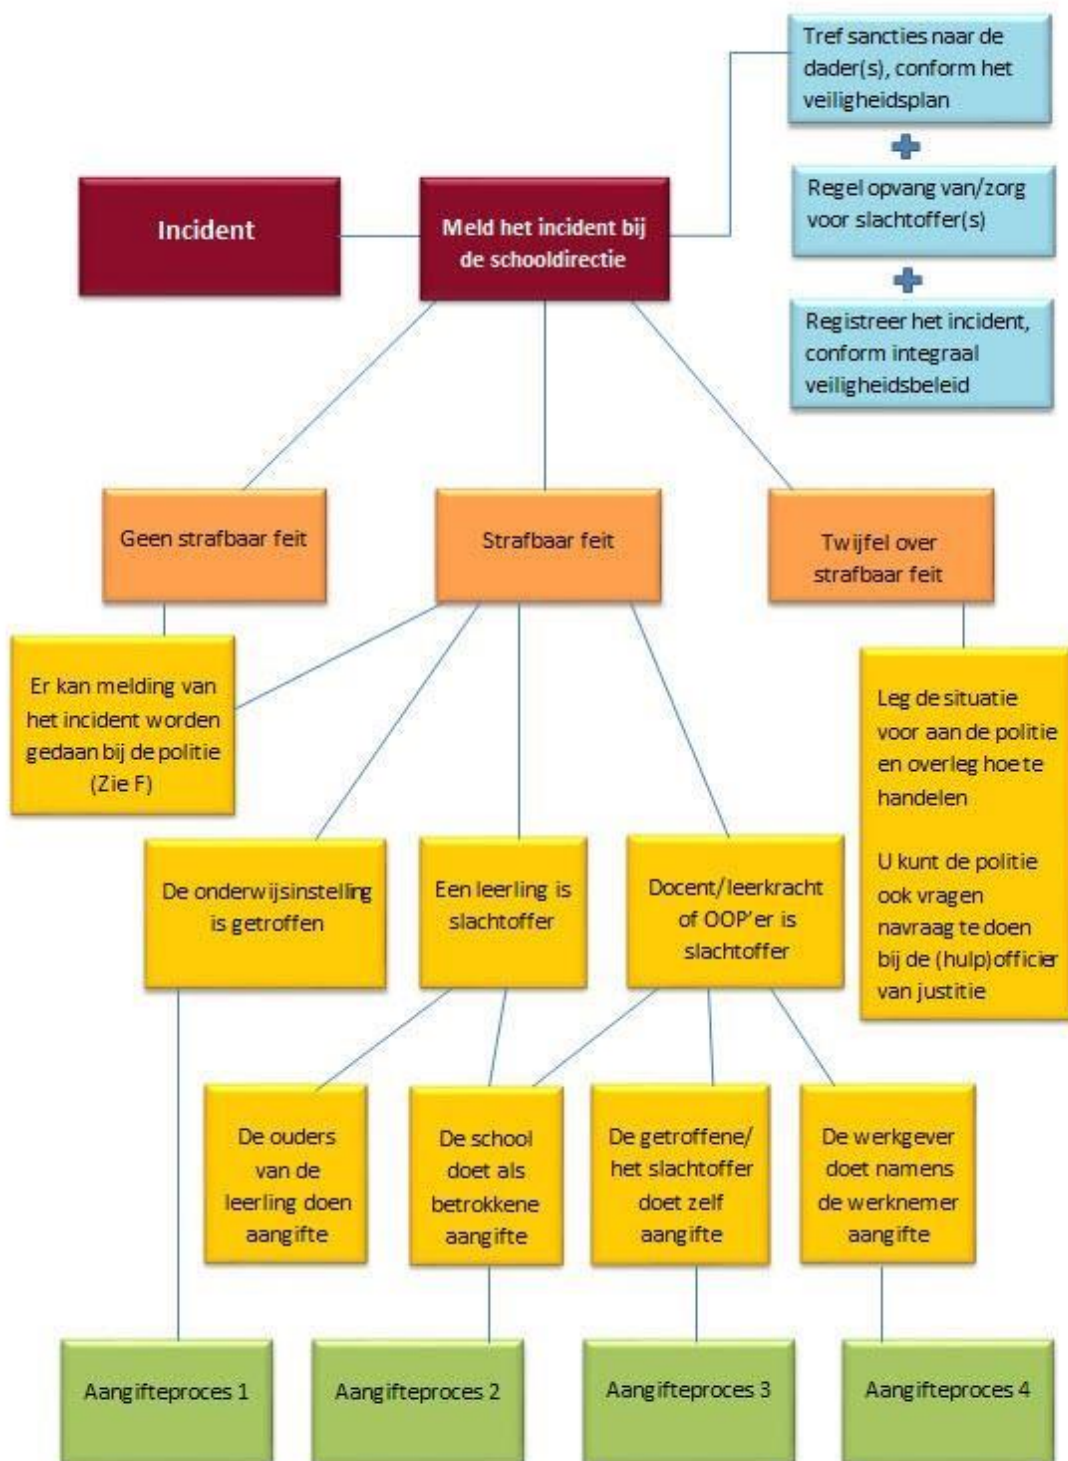 Tref sancties naar de
dader(s), conform het
veiligheidsplan
Regel opvang van/zorg
voor slachtoffer(s)
Registreer het incident,
conform integraal
veiligheidsbeleid
Incident
Meld het incident bij
de schooldirectie
Geen strafbaar feit
Strafbaar feit
Twijfel over
strafbaar feit
Er kan melding van
het incident worden
gedaan bij de politie
(Zie F)
Leg de situatie
voor aan de politie
en overleg hoe te
handelen
U kunt de politie
ook vragen
navraag te doen
bij de (hulp)officier
van justitie
De onderwijsinstelling
is getroffen
Een leerling is
slachtoffer
Docent/leerkracht
of OOP'er is
slachtoffer
De ouders
van de
leerling doen
aangifte
De school
doet als
betrokkene
aangifte
De getroffene/
het slachtoffer
doet zelf
aangifte
De werkgever
doet namens
de werknemer
aangifte
Aangifteproces 1
Aangifteproces 2
Aangifteproces 3
Aangifteproces 4